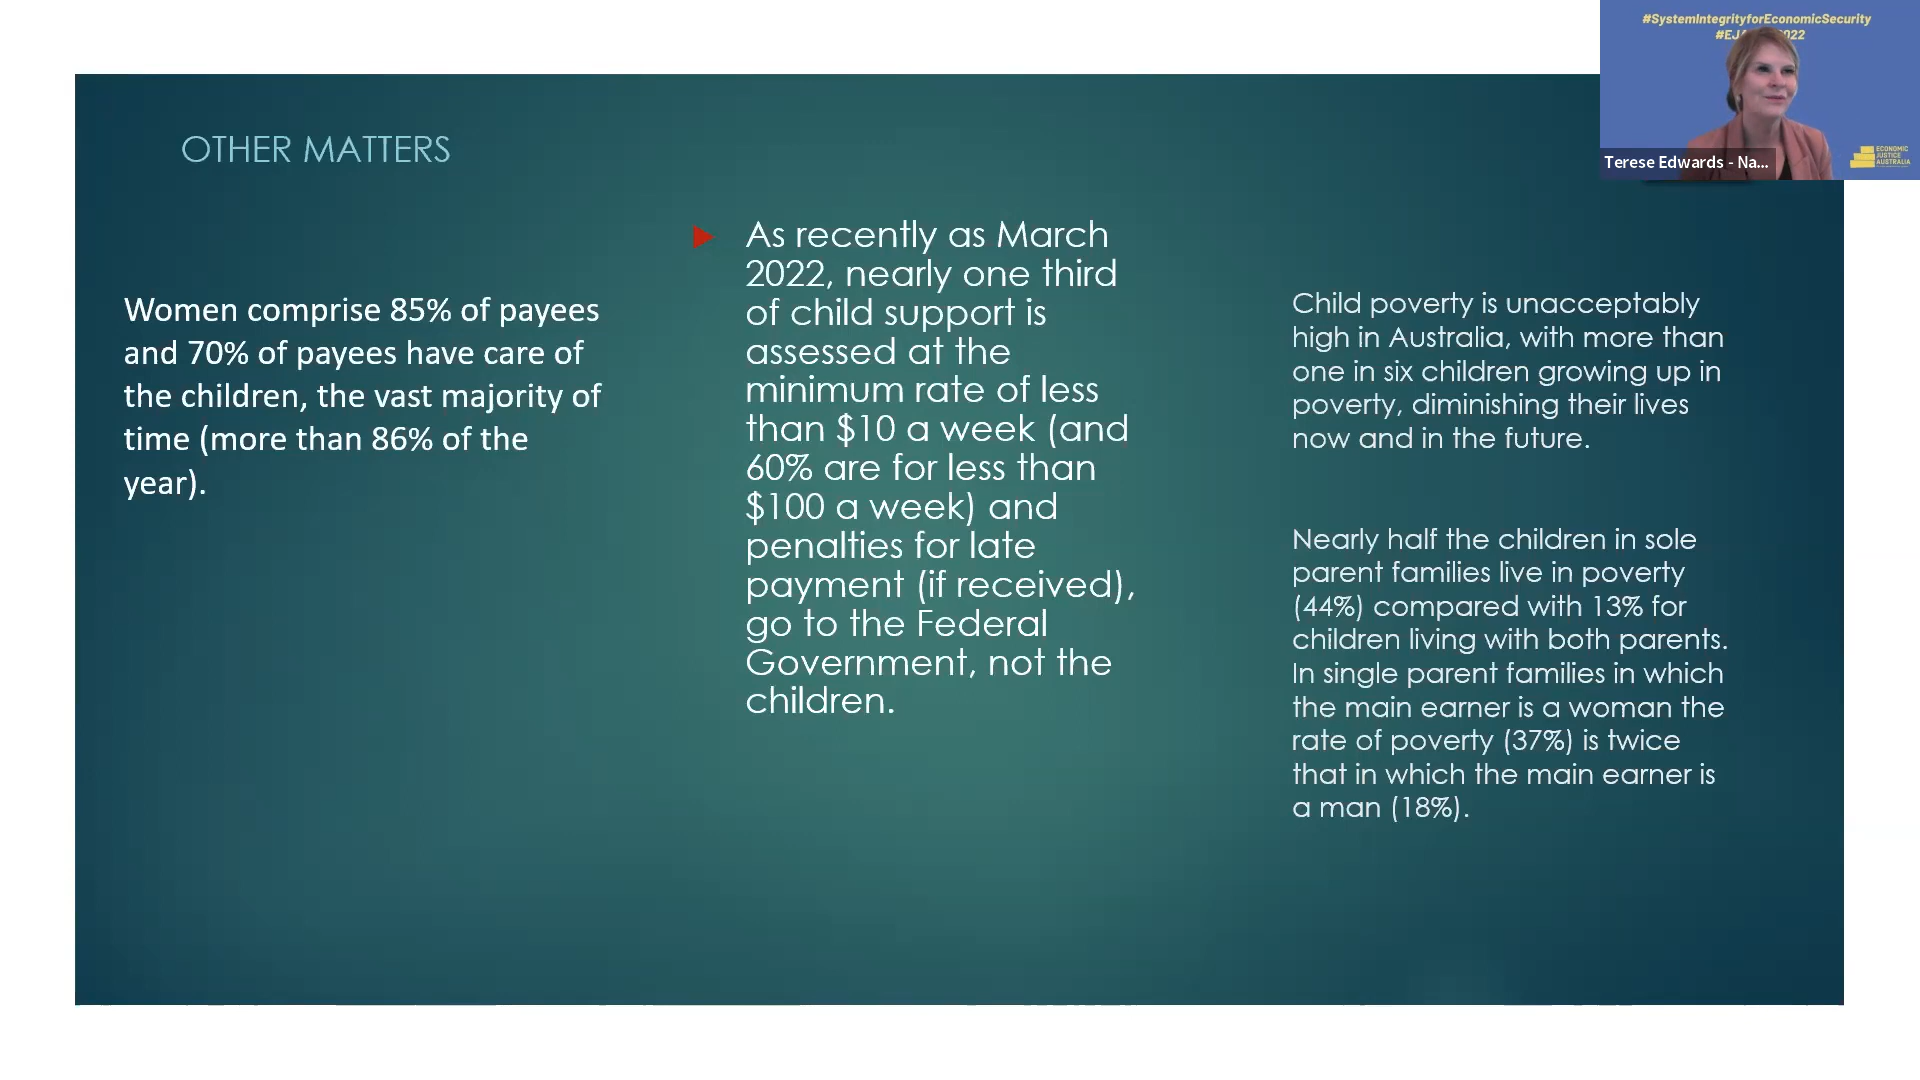 #SystemIntegrityforEconomicSecurity
#EJ 022
Terese Edwards - Na...
ECONOMIC
JUSTICE
AUSTRALIA
OTHER MATTERS
Women comprise 85% of payees
and 70% of payees have care of
the children, the vast majority of
time (more than 86% of the
year).
As recently as March
2022, nearly one third
of child support is
assessed at the
minimum rate of less
than $10 a week (and
60% are for less than
$100 a week) and
penalties for late
payment (if received),
go to the Federal
Government, not the
children.
Child poverty is unacceptably
high in Australia, with more than
one in six children growing up in
poverty, diminishing their lives
now and in the future.
Nearly half the children in sole
parent families live in poverty
(44%) compared with 13% for
children living with both parents.
In single parent families in which
the main earner is a woman the
rate of poverty (37%) is twice
that in which the main earner is
a man (18%).